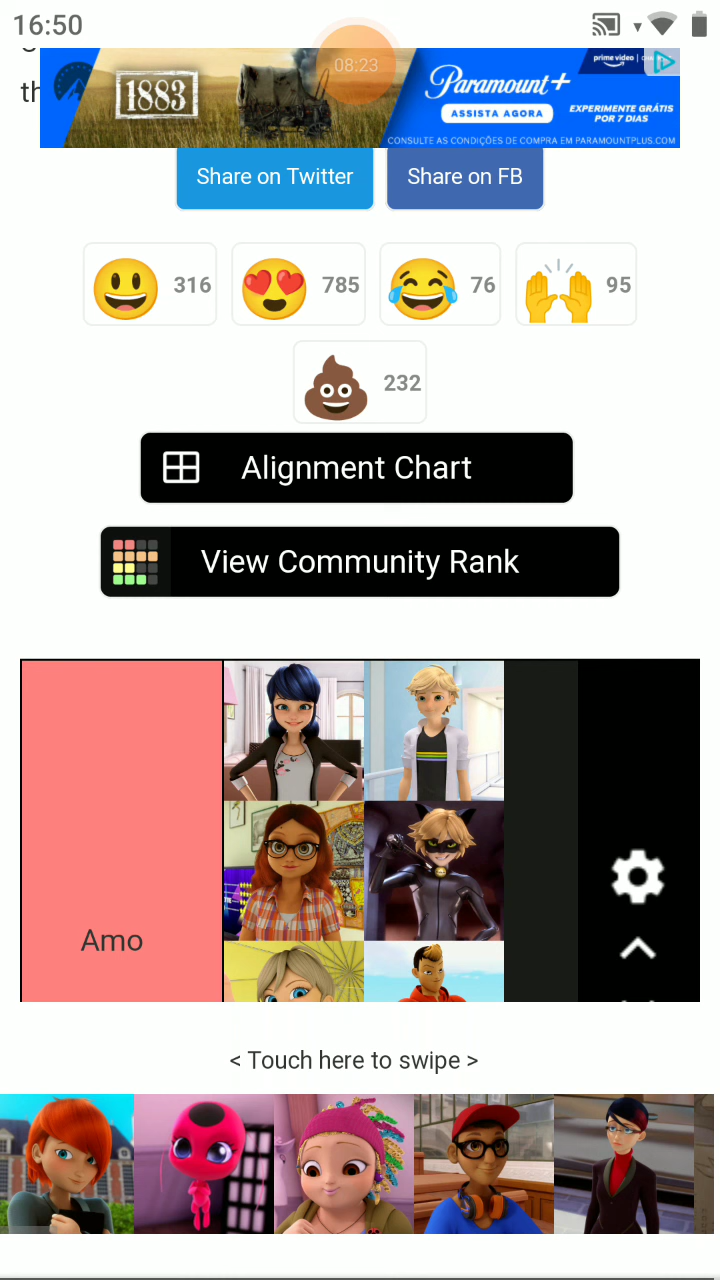 16:50
th
08:23
1883
Paramount+
prime video
ASSISTA AGORA
EXPERIMENTE GRÁTIS
POR 7 DIAS
CONSULTE AS CONDIÇÕES DE COMPRA EM PARAMOUNTPLUS.COM
Share on Twitter
Share on FB
316
785
76
95
232
Alignment Chart
View Community Rank
Amo
< Touch here to swipe >